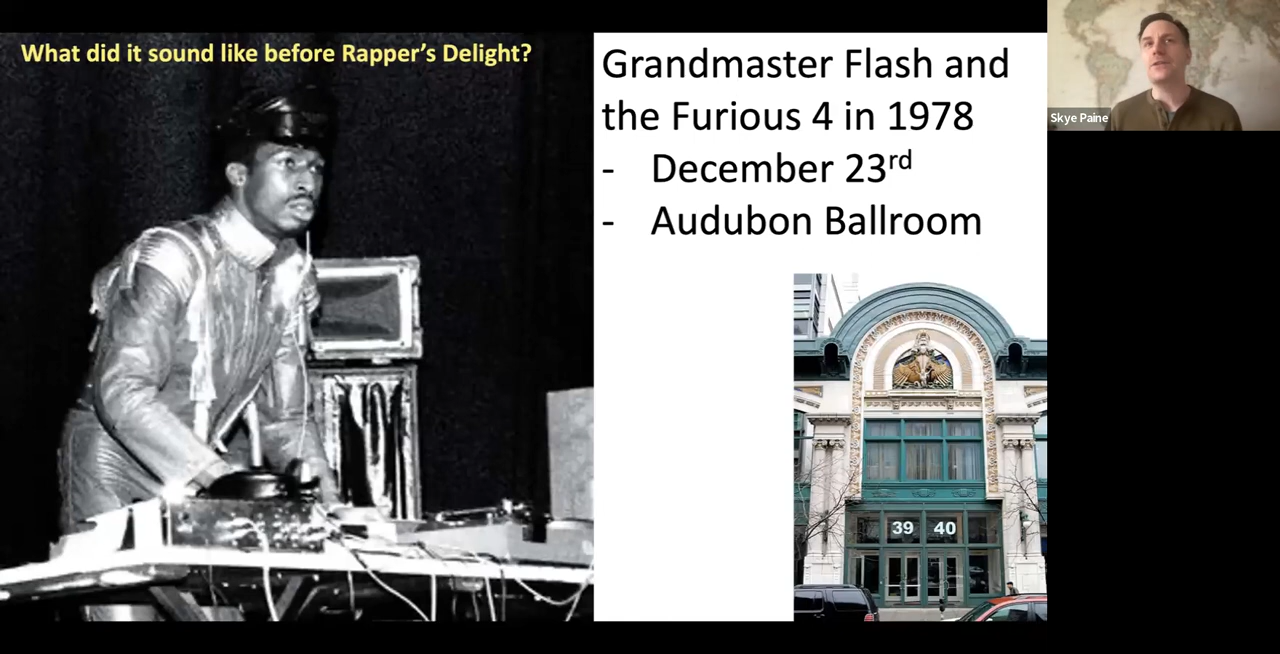 What did it sound like before Rapper's Delight?
Grandmaster Flash and
the Furious 4 in 1978
- December 23rd
- Audubon Ballroom
Skye Paine
39 40